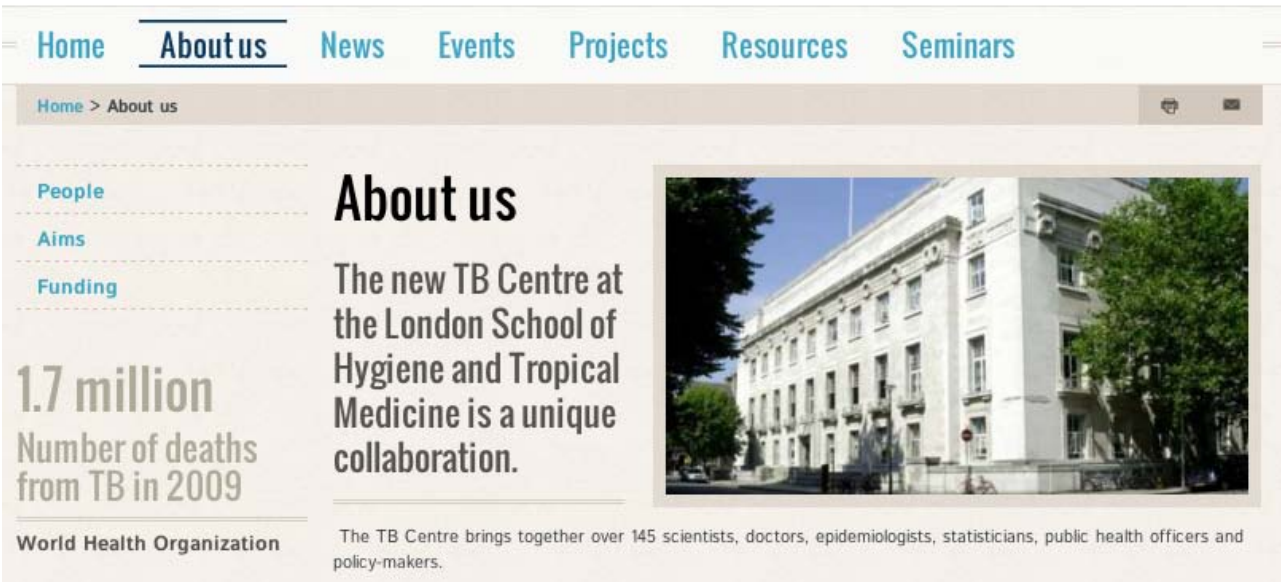 Home About us News Events Projects Resources Seminars
Home > About us
People
Aims
Funding
1.7 million
Number of deaths
from TB in 2009
World Health Organization
About us
The new TB Centre at
the London School of
Hygiene and Tropical
Medicine is a unique
collaboration.
The TB Centre brings together over 145 scientists, doctors, epidemiologists, statisticians, public health officers and
policy-makers.